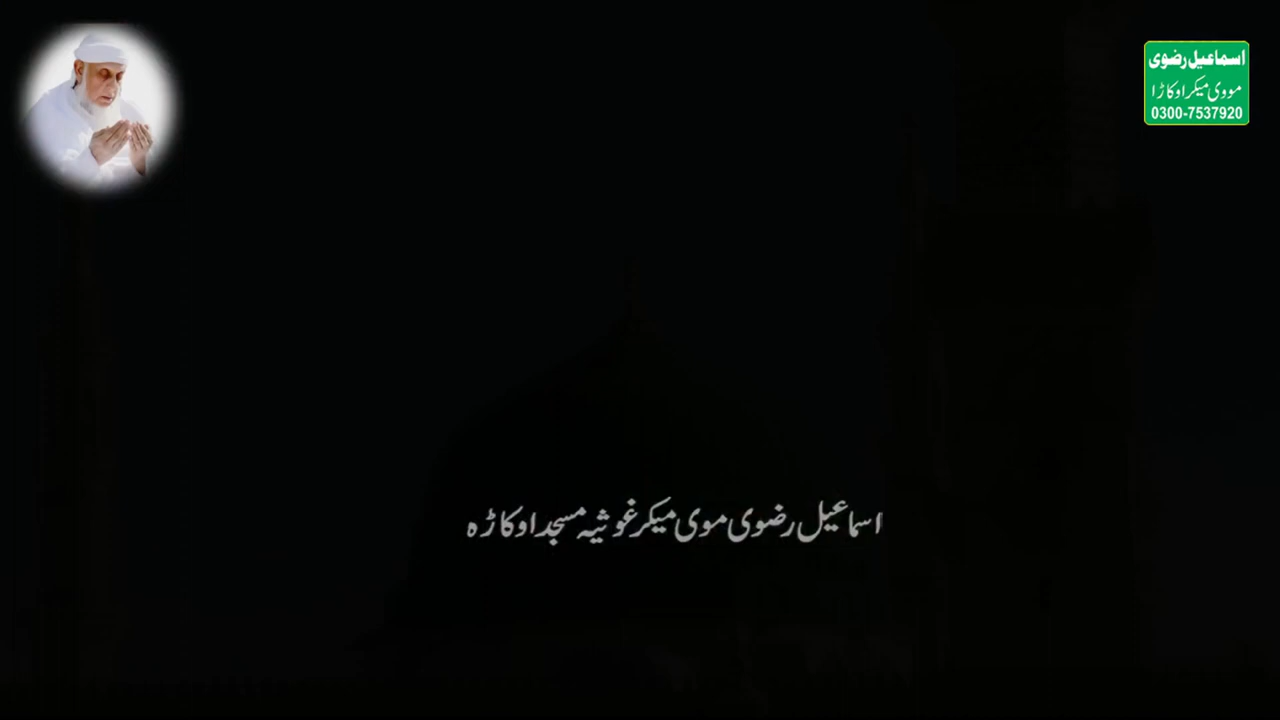 اسماعیل رضوی
مووی میکر اوکاڑا
0300-7537920
اسماعیل رضوی موی میکر غوثیہ مسجد اوکاڑہ